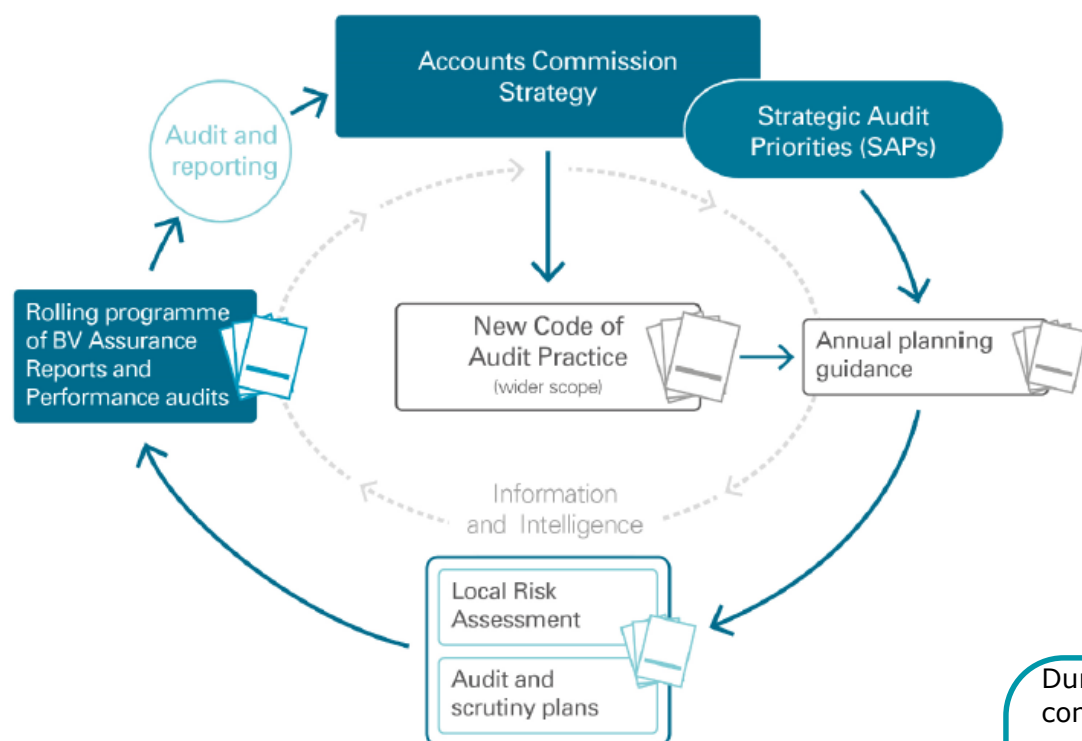 Accounts Commission
Strategy
Strategic Audit
Priorities (SAPs)
Audit and
reporting
Rolling programme
of BV Assurance
Reports and
Performance audits
New Code of
Audit Practice
(wider scope)
Annual planning
guidance
Information
and Intelligence
Local Risk
Assessment
Audit and
scrutiny plans